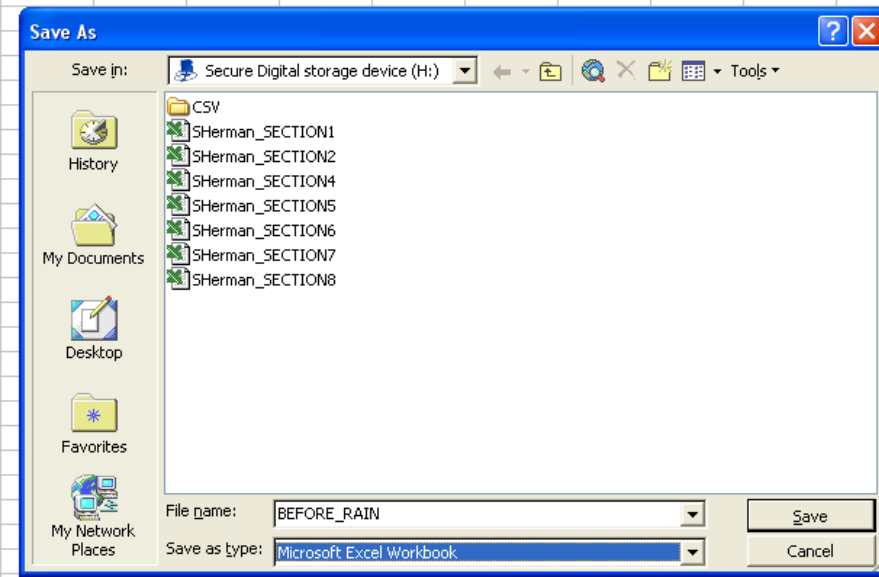 Save As
Save in:
Secure Digital storage device (H:)
Tools
CSV
SHerman_SECTION1
SHerman_SECTION2
SHerman_SECTION4
SHerman_SECTION5
SHerman_SECTION6
SHerman_SECTION7
SHerman_SECTION8
History
My Documents
Desktop
Favorites
My Network
Places
File name:
BEFORE_RAIN
Save
Save as type:
Microsoft Excel Workbook
Cancel